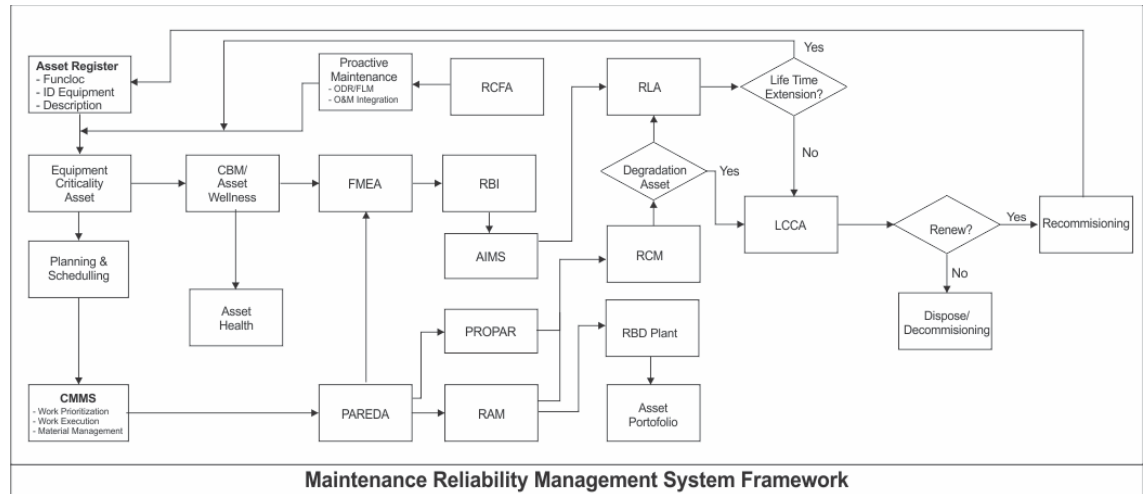 Yes
Asset Register
- Funcloc
- ID Equipment
- Description
Proactive
Maintenance
- ODR/FLM
- O&M Integration
RCFA
RLA
Life Time
Extension?
No
Equipment
Criticality
Asset
CBM/
Asset
Wellness
FMEA
RBI
Degradation
Asset
Yes
LCCA
Renew?
Yes
Recommisioning
No
AIMS
RCM
Planning &
Schedulling
Asset
Health
PROPAR
RBD Plant
Dispose/
Decommisioning
CMMS
- Work Prioritization
- Work Execution
- Material Management
PAREDA
RAM
Asset
Portofolio
Maintenance Reliability Management System Framework